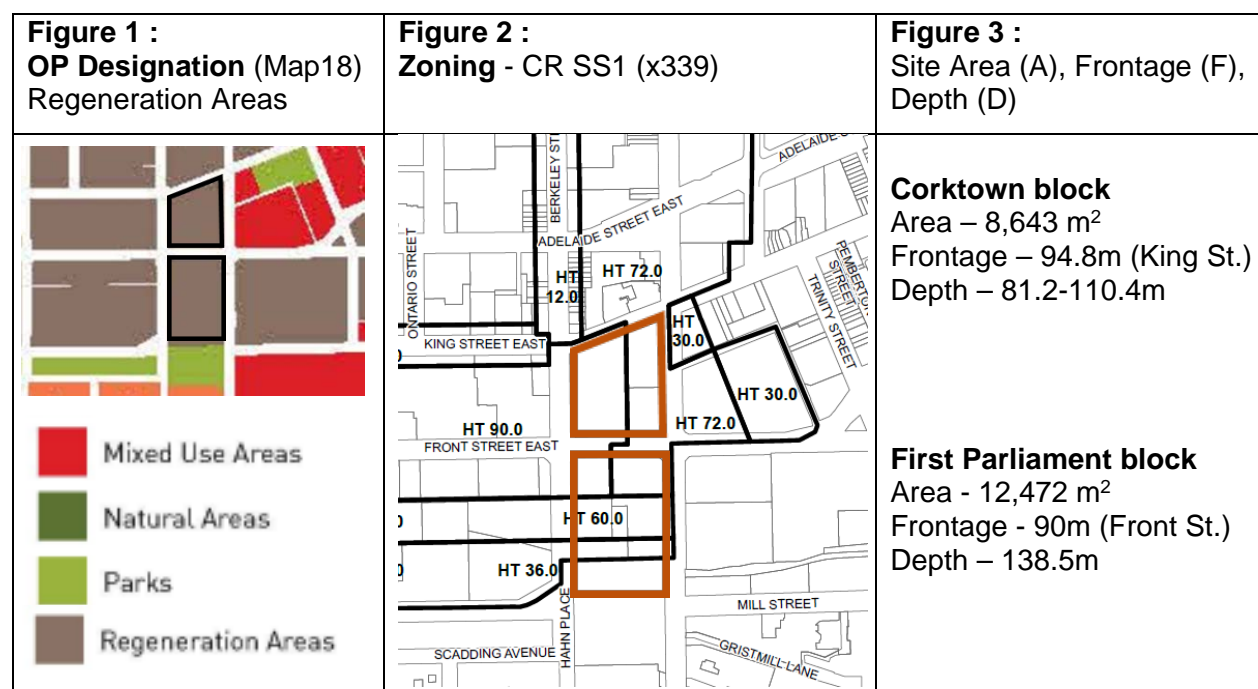 Figure 1 :
OP Designation (Map18)
Regeneration Areas
Figure 2 :
Zoning - CR SS1 (x339)
Figure 3 :
Site Area (A), Frontage (F),
Depth (D)
Mixed Use Areas
Natural Areas
Parks
Regeneration Areas
BERKELEY ST
ADELAIDE S
ADELAIDE STREET EAST
ONTARIO STREET
HT
12.0
HT 72.0
PEMBERTON
STREET
TRINITY STREET
HT
30.0
KING STREET EAST
HT 30.0
HT 72.0
HT 90.0
FRONT STREET EAST
HT 60.0
HT 36.0
MILL STREET
HAHN PLACE
SCADDING AVENUE
GRISTMILL LANE
Corktown block
Area – 8,643 m²
Frontage – 94.8m (King St.)
Depth – 81.2-110.4m
First Parliament block
Area - 12,472 m²
Frontage - 90m (Front St.)
Depth – 138.5m